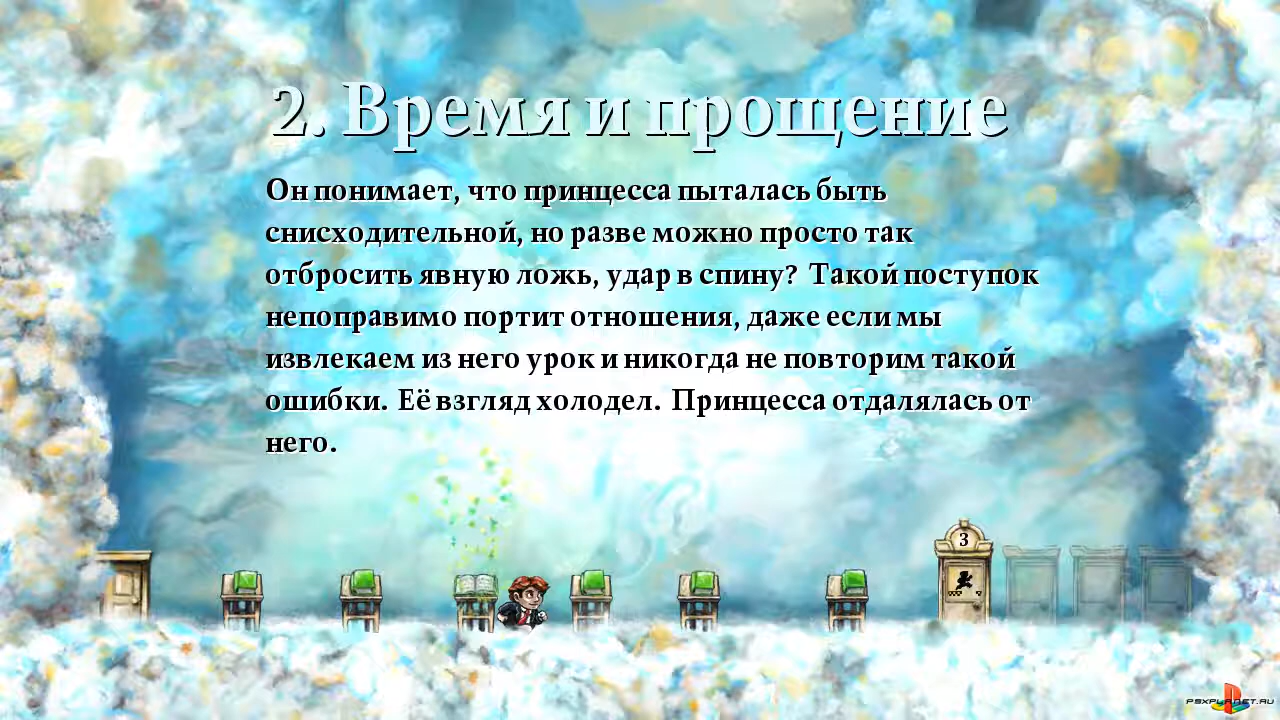 2. Время и прощение
Он понимает, что принцесса пыталась быть
снисходительной, но разве можно просто так
отбросить явную ложь, удар в спину? Такой поступок
непоправимо портит отношения, даже если мы
извлекаем из него урок и никогда не повторим такой
ошибки. Её взгляд холодел. Принцесса отдалялась от
него.
3
PSXPLANET.RU